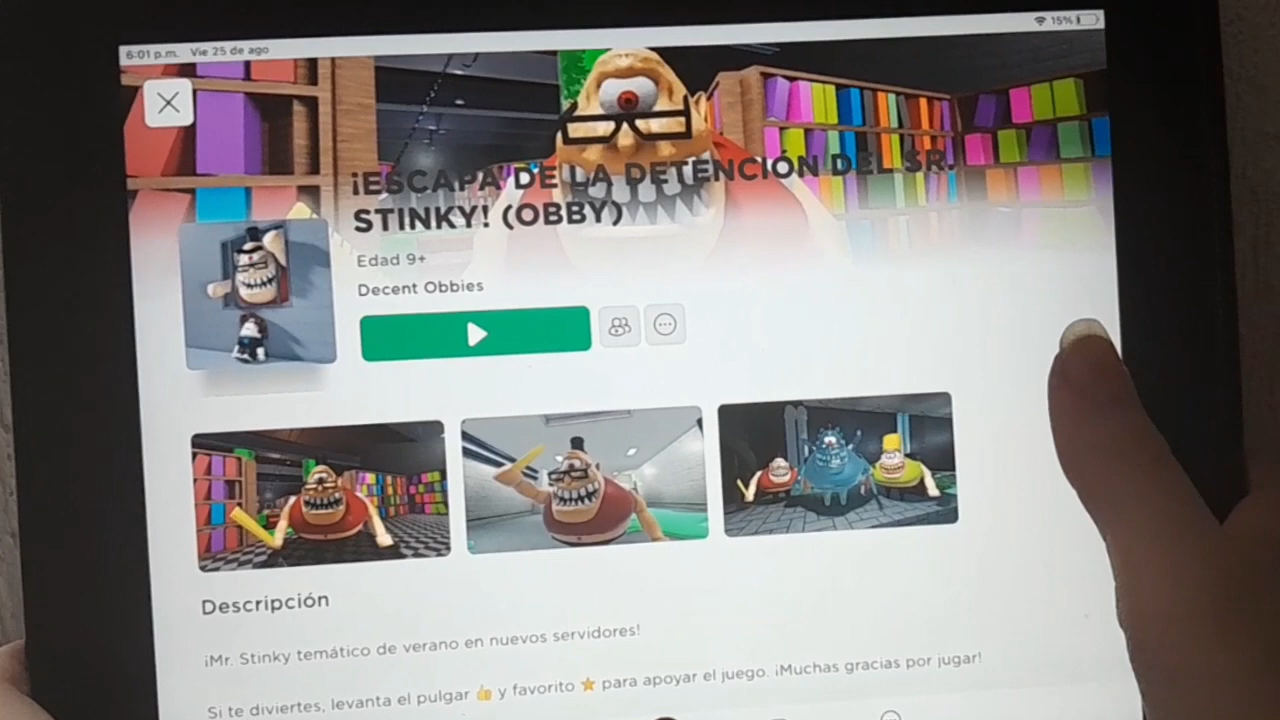 6:01 p.m. Vie 25 de ago
15%
¡ESCAPA DE LA DETENCIÓN DEL SR.
STINKY! (OBBY)
Edad 9+
Decent Obbies
Descripción
¡Mr. Stinky temático de verano en nuevos servidores!
Si te diviertes, levanta el pulgar 👍 y favorito ⭐ para apoyar el juego. ¡Muchas gracias por jugar!